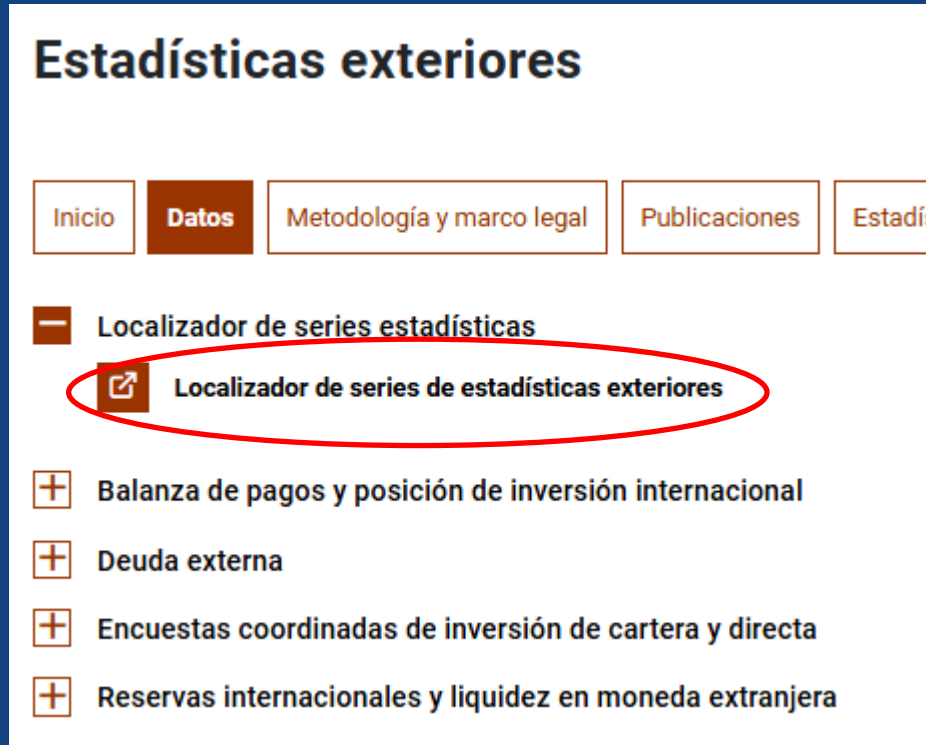 Estadísticas exteriores
Inicio Datos Metodología y marco legal Publicaciones Estadís
Localizador de series estadísticas
Localizador de series de estadísticas exteriores
Balanza de pagos y posición de inversión internacional
Deuda externa
Encuestas coordinadas de inversión de cartera y directa
Reservas internacionales y liquidez en moneda extranjera